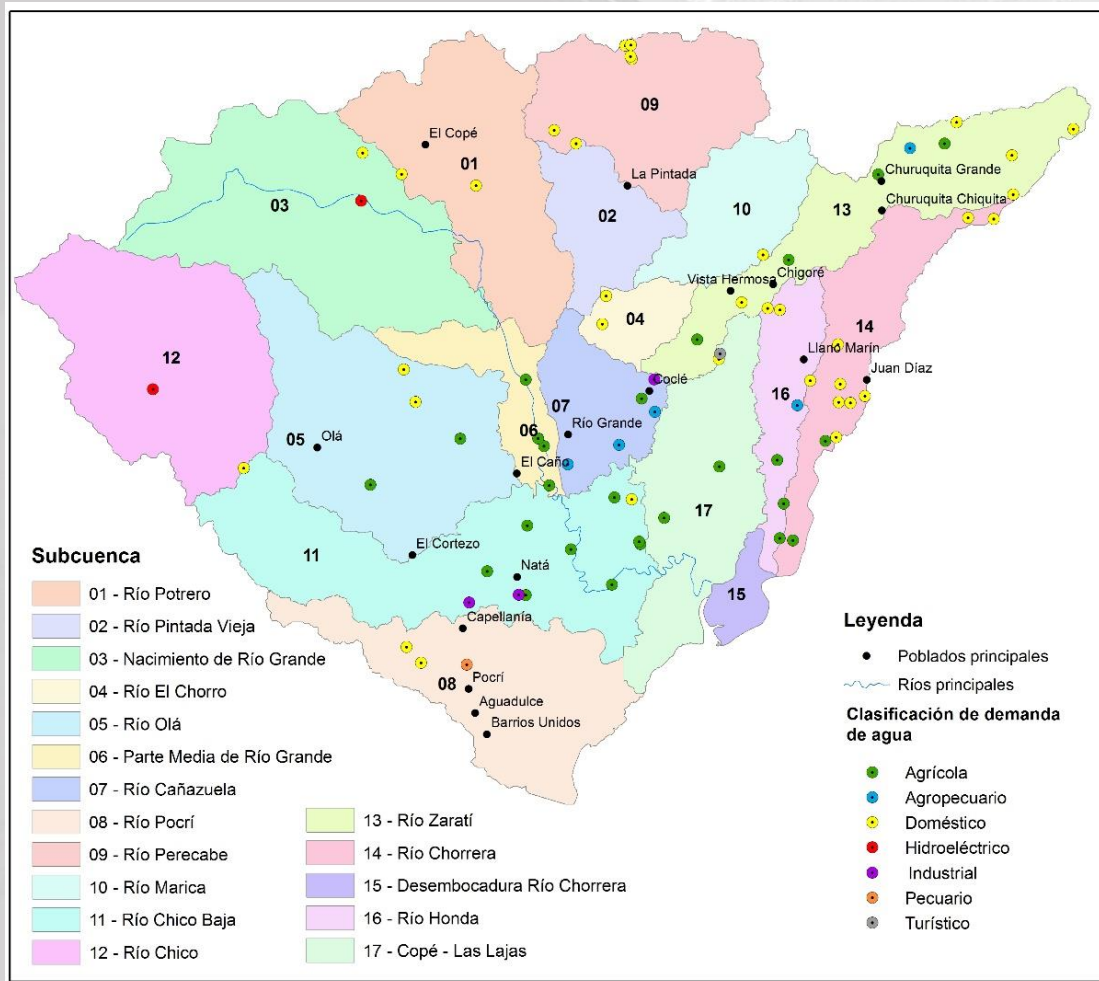 09
El Copé
01
La Pintada
Churuquita Grande
03
02
10
13
Churuquita Chiquita
Vista Hermosa
Chigoré
04
14
12
Llano Marín
Juan Díaz
Coclé
07
16
05
Olá
06
Río Grande
El Caño
17
11
El Cortezo
Natá
15
Capellanía
08
Pocrí
Aguadulce
Barrios Unidos
Subcuenca
01 - Río Potrero
02 - Río Pintada Vieja
03 - Nacimiento de Río Grande
04 - Río El Chorro
05 - Río Olá
06 - Parte Media de Río Grande
07 - Río Cañazuela
08 - Río Pocrí
09 - Río Perecabe
10 - Río Marica
11 - Río Chico Baja
12 - Río Chico
13 - Río Zaratí
14 - Río Chorrera
15 - Desembocadura Río Chorrera
16 - Río Honda
17 - Copé - Las Lajas
Leyenda
Poblados principales
Ríos principales
Clasificación de demanda
de agua
Agrícola
Agropecuario
Doméstico
Hidroeléctrico
Industrial
Pecuario
Turístico